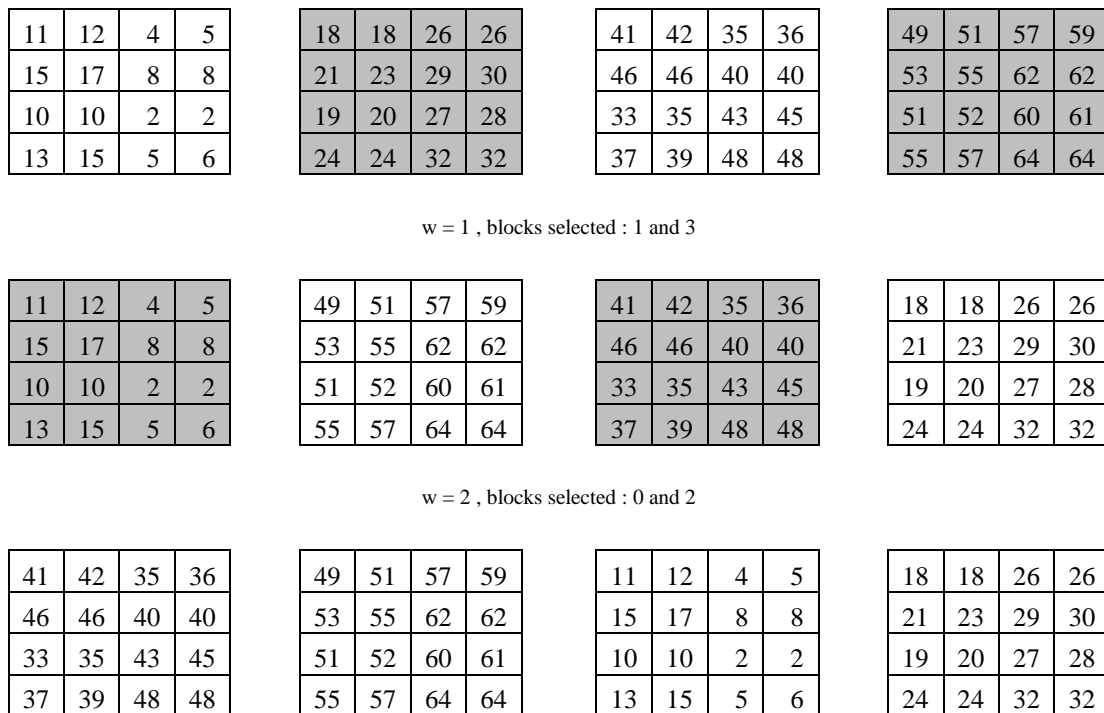 11 12 4 5 18 18 26 26 41 42 35 36 49 51 57 59
15 17 8 8 21 23 29 30 46 46 40 40 53 55 62 62
10 10 2 2 19 20 27 28 33 35 43 45 51 52 60 61
13 15 5 6 24 24 32 32 37 39 48 48 55 57 64 64
w = 1 , blocks selected : 1 and 3
11 12 4 5 49 51 57 59 41 42 35 36 18 18 26 26
15 17 8 8 53 55 62 62 46 46 40 40 21 23 29 30
10 10 2 2 51 52 60 61 33 35 43 45 19 20 27 28
13 15 5 6 55 57 64 64 37 39 48 48 24 24 32 32
w = 2 , blocks selected : 0 and 2
41 42 35 36 49 51 57 59 11 12 4 5 18 18 26 26
46 46 40 40 53 55 62 62 15 17 8 8 21 23 29 30
33 35 43 45 51 52 60 61 10 10 2 2 19 20 27 28
37 39 48 48 55 57 64 64 13 15 5 6 24 24 32 32